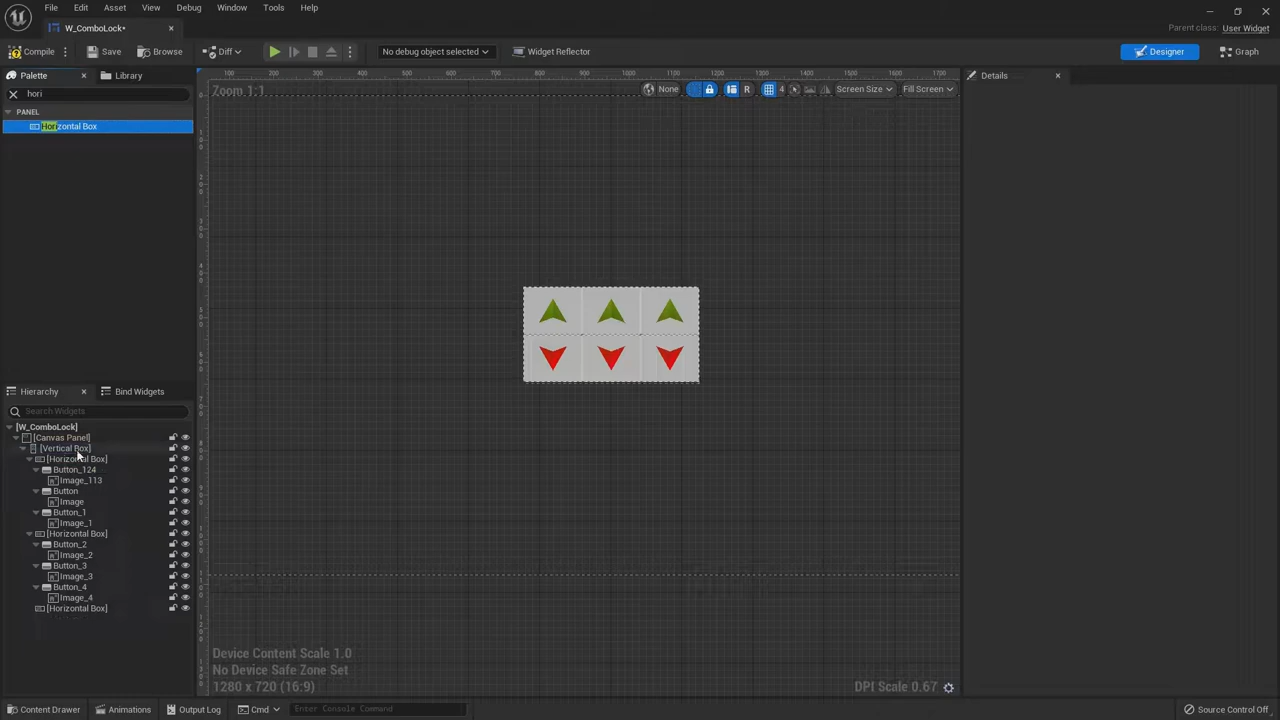 File Edit Asset View Debug Window Tools Help
W_ComboLock•
Parent class: User Widget
Compile Save Browse Diff No debug object selected Widget Reflector Designer Graph
Palette Library
Details
hori
Zoom 1:1
None R 4 Screen Size Fill Screen
PANEL
Horizontal Box
100 200 300 400 500 600 700 800 900 1000 1100 1200 1300 1400 1500 1600 1700
Hierarchy Bind Widgets
Search Widgets
[W_ComboLock]
[Canvas Panel]
[Vertical Box]
[Horizontal Box]
Button_124
Image_113
Button
Image
Button_1
Image_1
[Horizontal Box]
Button_2
Image_2
Button_3
Image_3
Button_4
Image_4
[Horizontal Box]
Device Content Scale 1.0
No Device Safe Zone Set
1280 x 720 (16:9)
DPI Scale 0.67
Content Drawer Animations Output Log Cmd Enter Console Command Source Control Off